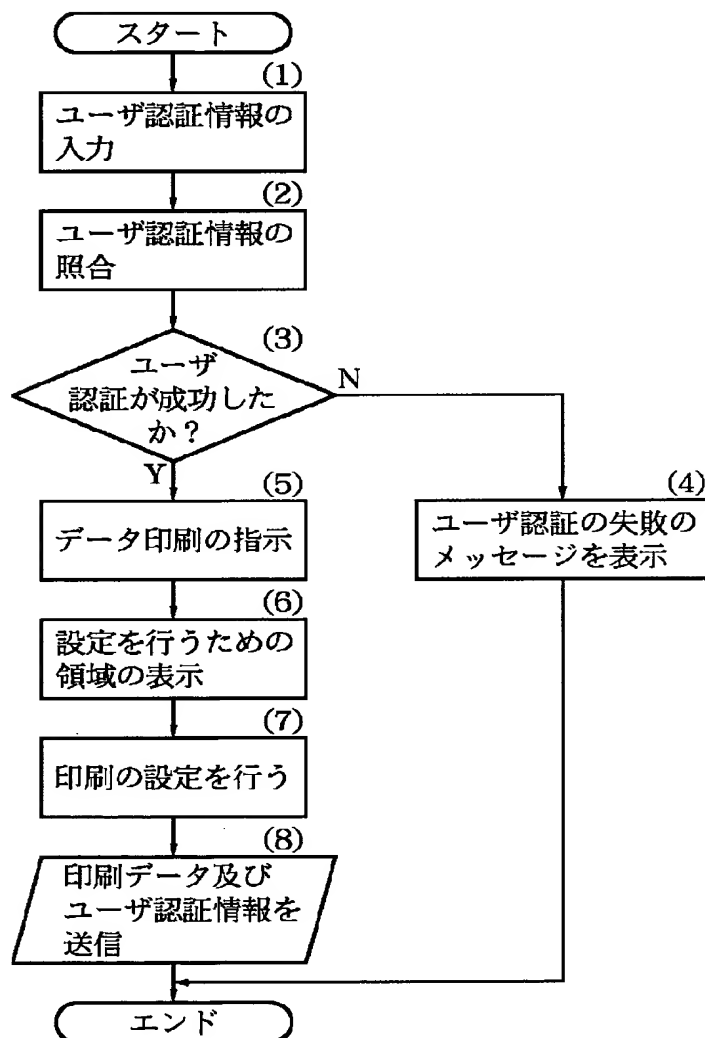 スタート
(1)
ユーザ認証情報の
入力
(2)
ユーザ認証情報の
照合
(3)
ユーザ
認証が成功した
か？
N
Y
(4)
ユーザ認証の失敗の
メッセージを表示
(5)
データ印刷の指示
(6)
設定を行うための
領域の表示
(7)
印刷の設定を行う
(8)
印刷データ及び
ユーザ認証情報を
送信
エンド